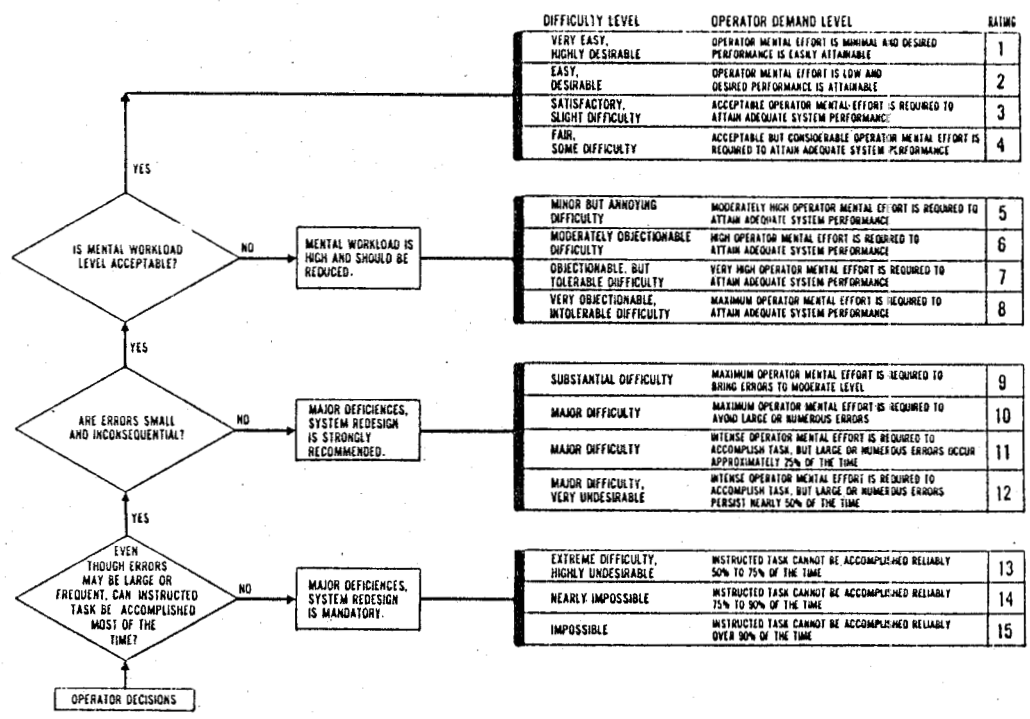 DIFFICULTY LEVEL OPERATOR DEMAND LEVEL RATING
VERY EASY,
HIGHLY DESIRABLE
OPERATOR MENTAL EFFORT IS MINIMAL AND DESIRED
PERFORMANCE IS EASILY ATTAINABLE
1
EASY,
DESIRABLE
OPERATOR MENTAL EFFORT IS LOW AND
DESIRED PERFORMANCE IS ATTAINABLE
2
SATISFACTORY,
SLIGHT DIFFICULTY
ACCEPTABLE OPERATOR MENTAL EFFORT IS REQUIRED TO
ATTAIN ADEQUATE SYSTEM PERFORMANCE
3
FAIR,
SOME DIFFICULTY
ACCEPTABLE BUT CONSIDERABLE OPERATOR MENTAL EFFORT IS
REQUIRED TO ATTAIN ADEQUATE SYSTEM PERFORMANCE
4
YES
IS MENTAL WORKLOAD
LEVEL ACCEPTABLE?
NO
MENTAL WORKLOAD IS
HIGH AND SHOULD BE
REDUCED.
MINOR BUT ANNOYING
DIFFICULTY
MODERATELY HIGH OPERATOR MENTAL EFFORT IS REQUIRED TO
ATTAIN ADEQUATE SYSTEM PERFORMANCE
5
MODERATELY OBJECTIONABLE
DIFFICULTY
HIGH OPERATOR MENTAL EFFORT IS REQUIRED TO
ATTAIN ADEQUATE SYSTEM PERFORMANCE
6
OBJECTIONABLE, BUT
TOLERABLE DIFFICULTY
VERY HIGH OPERATOR MENTAL EFFORT IS REQUIRED TO
ATTAIN ADEQUATE SYSTEM PERFORMANCE
7
VERY OBJECTIONABLE,
INTOLERABLE DIFFICULTY
MAXIMUM OPERATOR MENTAL EFFORT IS REQUIRED TO
ATTAIN ADEQUATE SYSTEM PERFORMANCE
8
YES
ARE ERRORS SMALL
AND INCONSEQUENTIAL?
NO
MAJOR DEFICIENCES,
SYSTEM REDESIGN
IS STRONGLY
RECOMMENDED.
SUBSTANTIAL DIFFICULTY
MAXIMUM OPERATOR MENTAL EFFORT IS REQUIRED TO
BRING ERRORS TO MODERATE LEVEL
9
MAJOR DIFFICULTY
MAXIMUM OPERATOR MENTAL EFFORT IS REQUIRED TO
AVOID LARGE OR NUMEROUS ERRORS
10
MAJOR DIFFICULTY
INTENSE OPERATOR MENTAL EFFORT IS REQUIRED TO
ACCOMPLISH TASK, BUT LARGE OR NUMEROUS ERRORS OCCUR
APPROXIMATELY 25% OF THE TIME
11
MAJOR DIFFICULTY,
VERY UNDESIRABLE
INTENSE OPERATOR MENTAL EFFORT IS REQUIRED TO
ACCOMPLISH TASK, BUT LARGE OR NUMEROUS ERRORS
PERSIST NEARLY 50% OF THE TIME
12
YES
EVEN
THOUGH ERRORS
MAY BE LARGE OR
FREQUENT, CAN INSTRUCTED
TASK BE ACCOMPLISHED
MOST OF THE
TIME?
NO
MAJOR DEFICIENCES,
SYSTEM REDESIGN
IS MANDATORY.
EXTREME DIFFICULTY,
HIGHLY UNDESIRABLE
INSTRUCTED TASK CANNOT BE ACCOMPLISHED RELIABLY
50% TO 75% OF THE TIME
13
NEARLY IMPOSSIBLE
INSTRUCTED TASK CANNOT BE ACCOMPLISHED RELIABLY
75% TO 90% OF THE TIME
14
IMPOSSIBLE
INSTRUCTED TASK CANNOT BE ACCOMPLISHED RELIABLY
OVER 90% OF THE TIME
15
OPERATOR DECISIONS